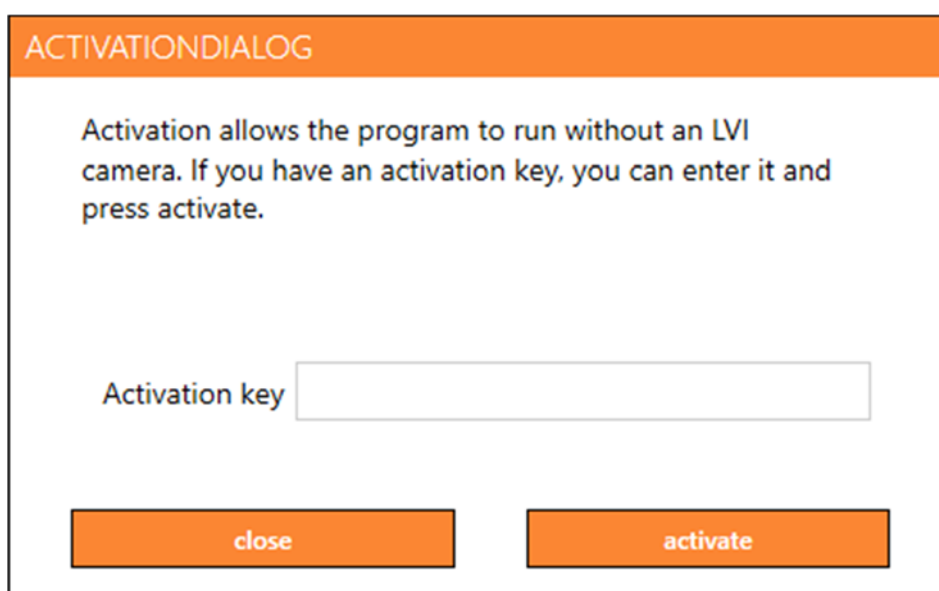 ACTIVATIONDIALOG
Activation allows the program to run without an LVI
camera. If you have an activation key, you can enter it and
press activate.
Activation key
close
activate